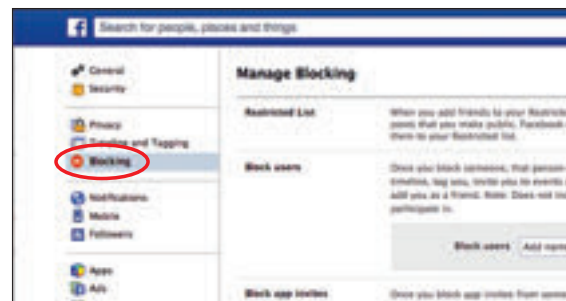 f Search for people, places and things
General
Security
Privacy
Timeline and Tagging
Blocking
Notifications
Mobile
Followers
Apps
Ads
Manage Blocking
Restricted List
When you add friends to your Restricted
posts that you make public. Facebook
them to your Restricted list.
Block users
Once you block someone, that person
timeline, tag you, invite you to events
add you as a friend. Note: Does not
participate in.
Block users Add name
Block app invites
Once you block app invites from